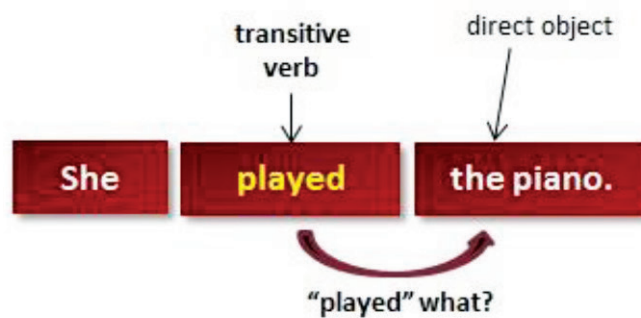 transitive
verb
direct object
She played the piano.
“played” what?